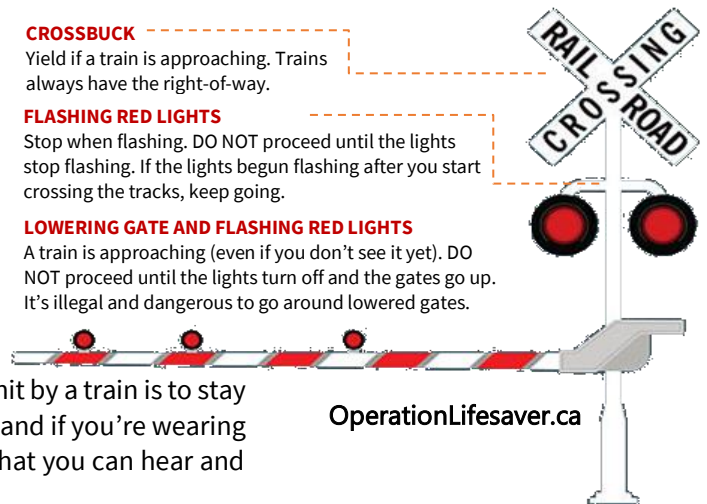 CROSSBUCK
Yield if a train is approaching. Trains
always have the right-of-way.
FLASHING RED LIGHTS
Stop when flashing. DO NOT proceed until the lights
stop flashing. If the lights begun flashing after you start
crossing the tracks, keep going.
LOWERING GATE AND FLASHING RED LIGHTS
A train is approaching (even if you don’t see it yet). DO
NOT proceed until the lights turn off and the gates go up.
It’s illegal and dangerous to go around lowered gates.
RAIL ROAD
CROSSING
by a train is to stay
and if you’re wearing
you can hear and
OperationLifesaver.ca